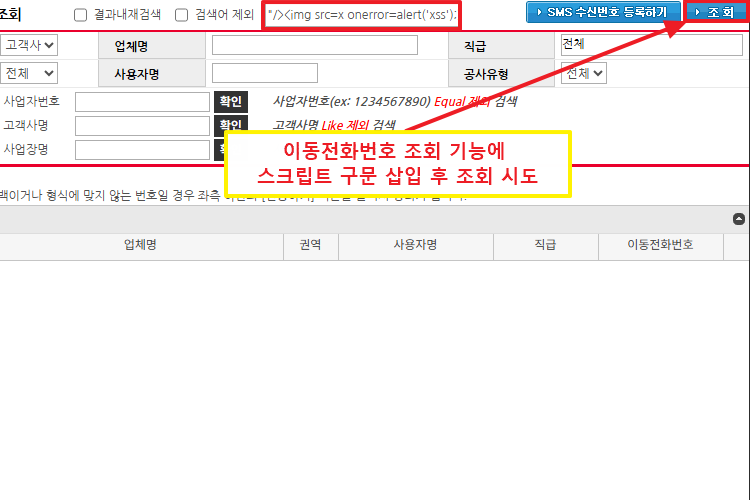 조회
결과내재검색
검색어 제외
"/><img src=x onerror=alert('xss');
SMS 수신번호 등록하기
조 회
고객사
업체명
직급
전체
전체
사용자명
공사유형
전체
사업자번호
확인
사업자번호(ex: 1234567890) Equal 제외 검색
고객사명
확인
고객사명 Like 제외 검색
사업장명
이동전화번호 조회 기능에
스크립트 구문 삽입 후 조회 시도
백이거나 형식에 맞지 않는 번호일 경우 좌측
업체명
권역
사용자명
직급
이동전화번호